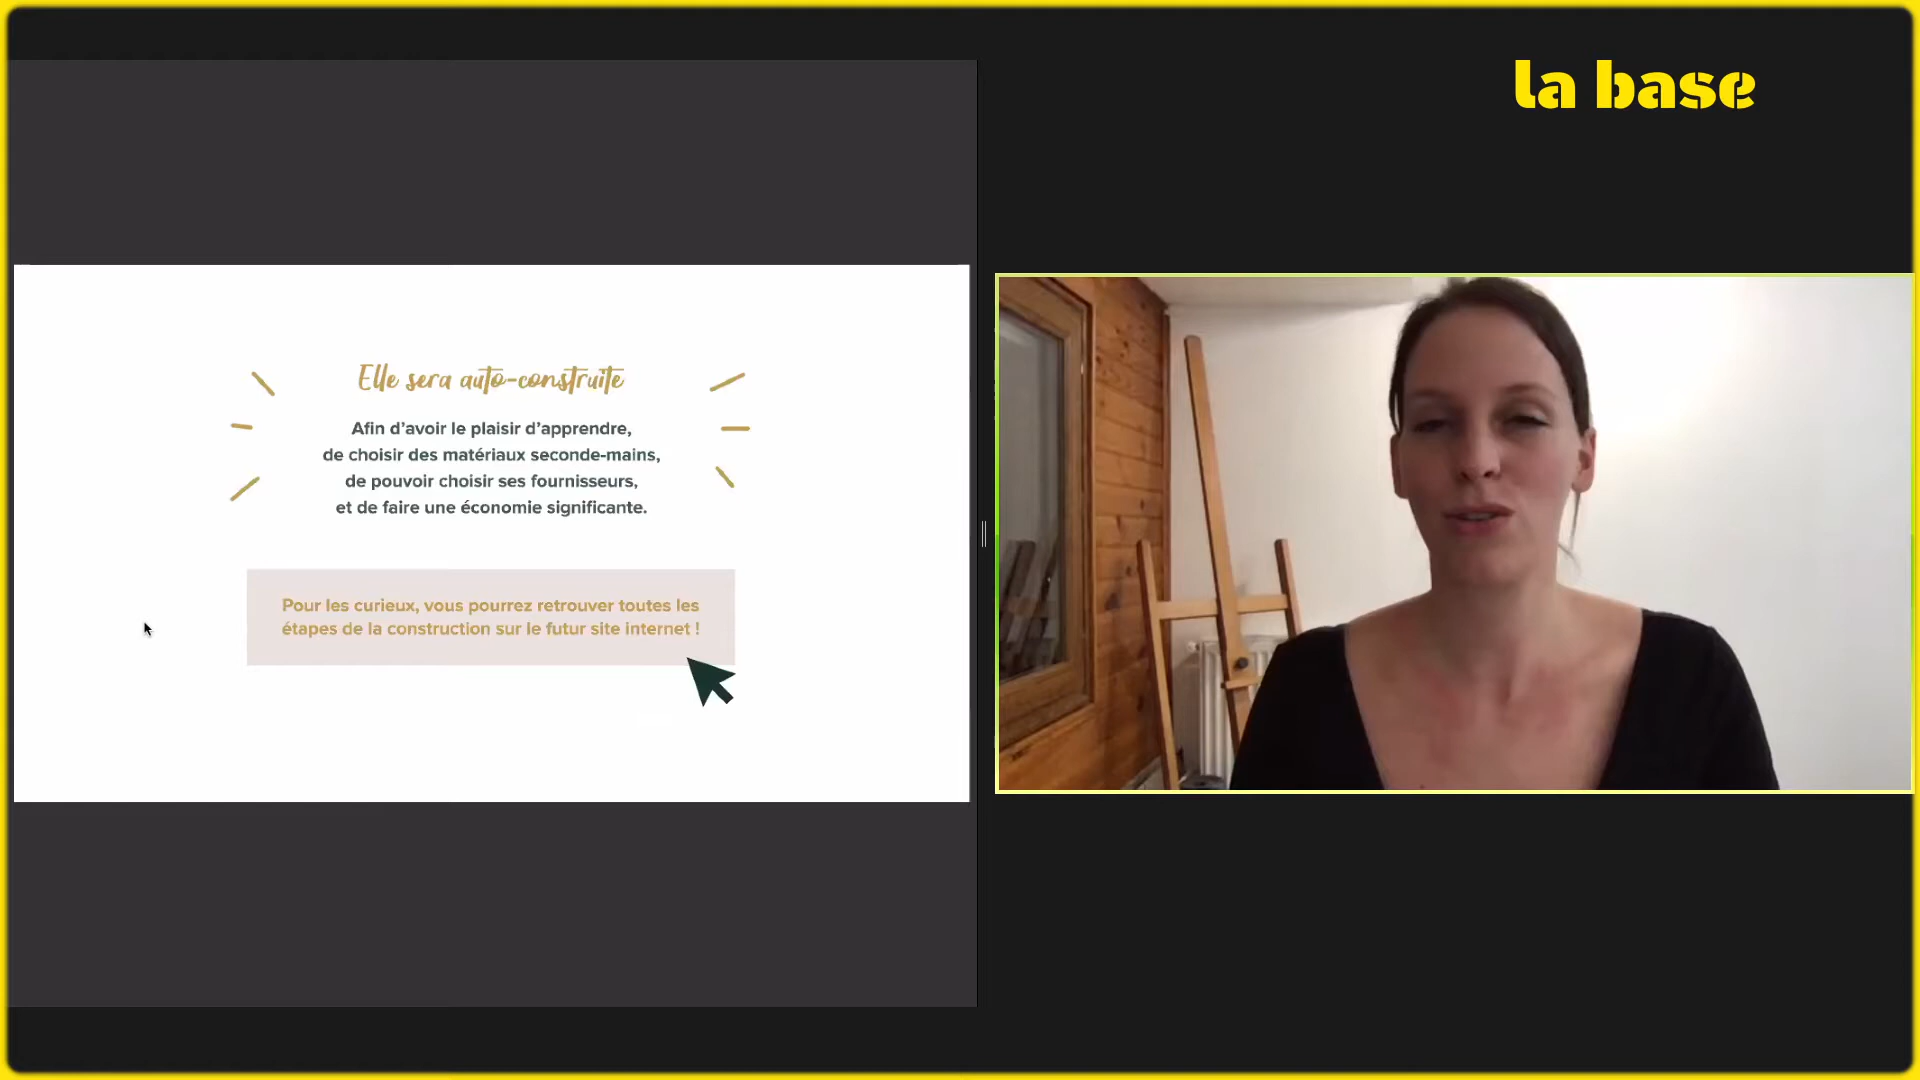 la base
Elle sera auto-construite
Afin d'avoir le plaisir d'apprendre,
de choisir des matériaux seconde-mains,
de pouvoir choisir ses fournisseurs,
et de faire une économie significante.
Pour les curieux, vous pourrez retrouver toutes les
étapes de la construction sur le futur site internet !